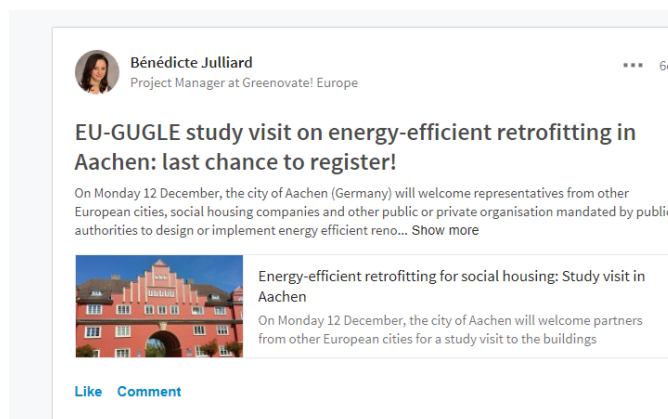 Bénédicte Julliard
Project Manager at Greenovate! Europe
EU-GUGLE study visit on energy-efficient retrofitting in
Aachen: last chance to register!
On Monday 12 December, the city of Aachen (Germany) will welcome representatives from other
European cities, social housing companies and other public or private organisation mandated by public
authorities to design or implement energy efficient reno... Show more
Energy-efficient retrofitting for social housing: Study visit in
Aachen
On Monday 12 December, the city of Aachen will welcome partners
from other European cities for a study visit to the buildings
Like Comment